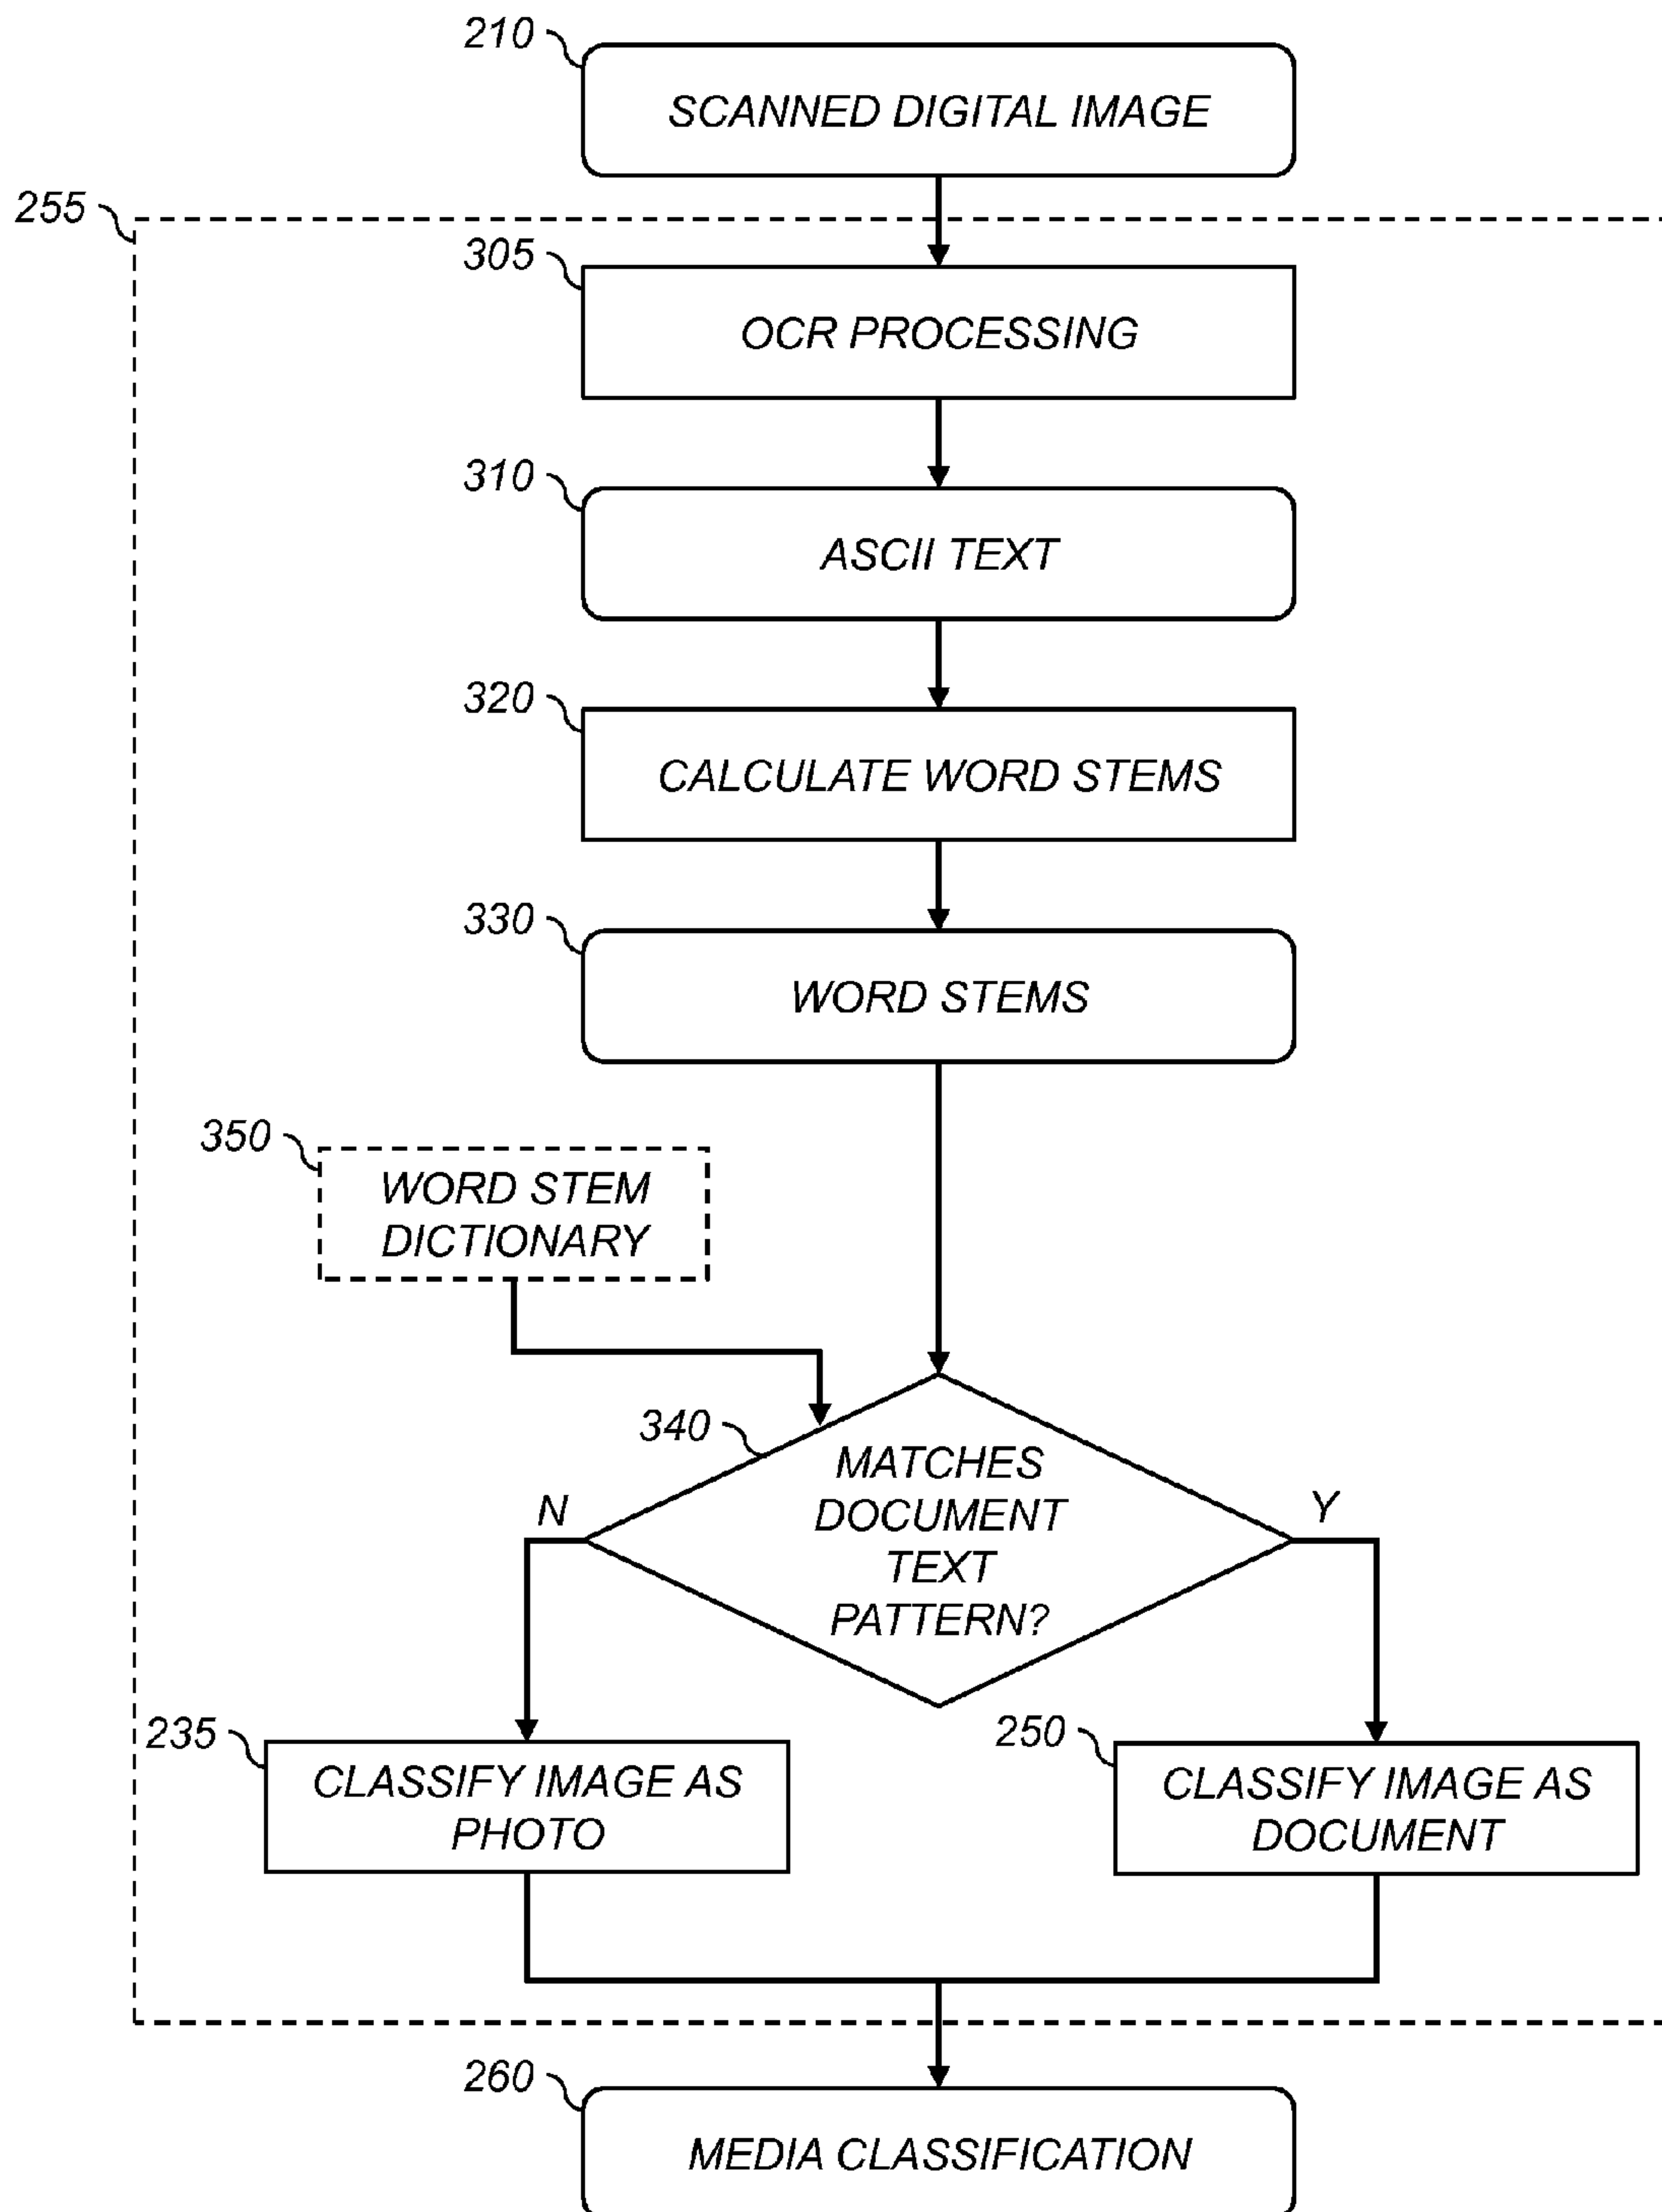 210
SCANNED DIGITAL IMAGE
255
305
OCR PROCESSING
310
ASCII TEXT
320
CALCULATE WORD STEMS
330
WORD STEMS
350
WORD STEM
DICTIONARY
340
MATCHES
DOCUMENT
TEXT
PATTERN?
N
Y
235
CLASSIFY IMAGE AS
PHOTO
250
CLASSIFY IMAGE AS
DOCUMENT
260
MEDIA CLASSIFICATION